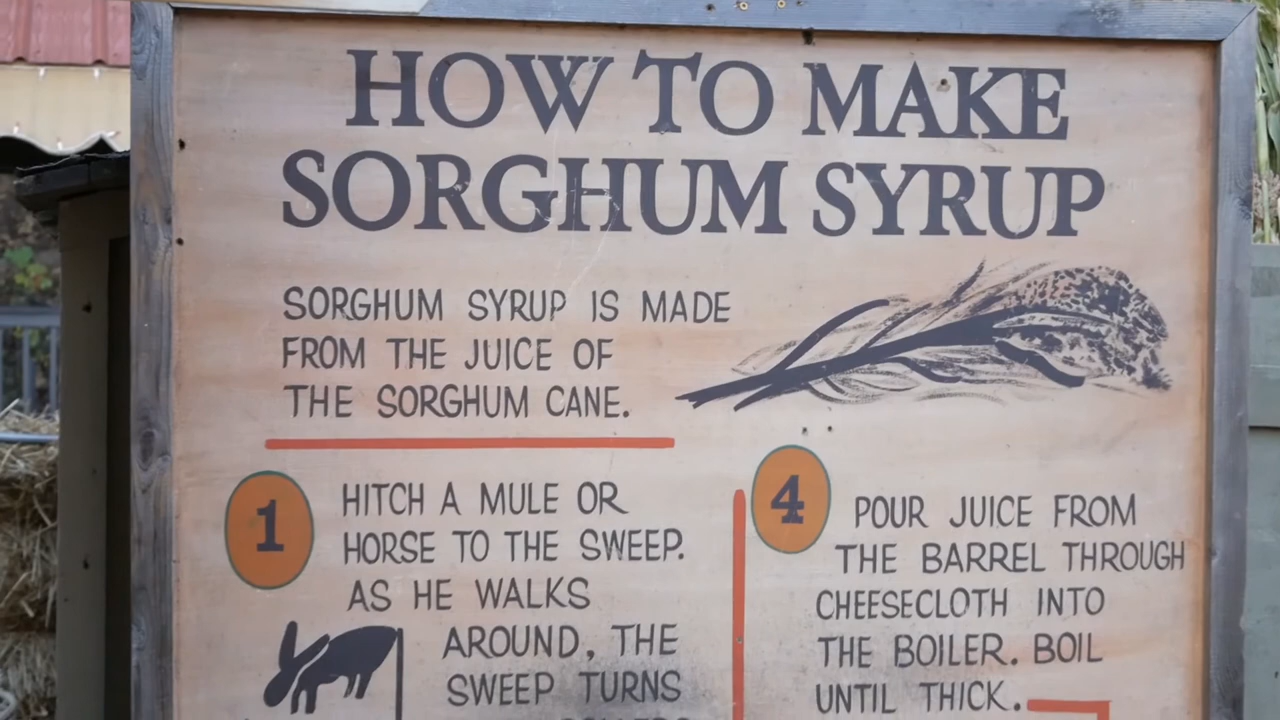 HOW TO MAKE
SORGHUM SYRUP
SORGHUM SYRUP IS MADE
FROM THE JUICE OF
THE SORGHUM CANE.
1
HITCH A MULE OR
HORSE TO THE SWEEP.
AS HE WALKS
AROUND, THE
SWEEP TURNS
4
POUR JUICE FROM
THE BARREL THROUGH
CHEESECLOTH INTO
THE BOILER. BOIL
UNTIL THICK.